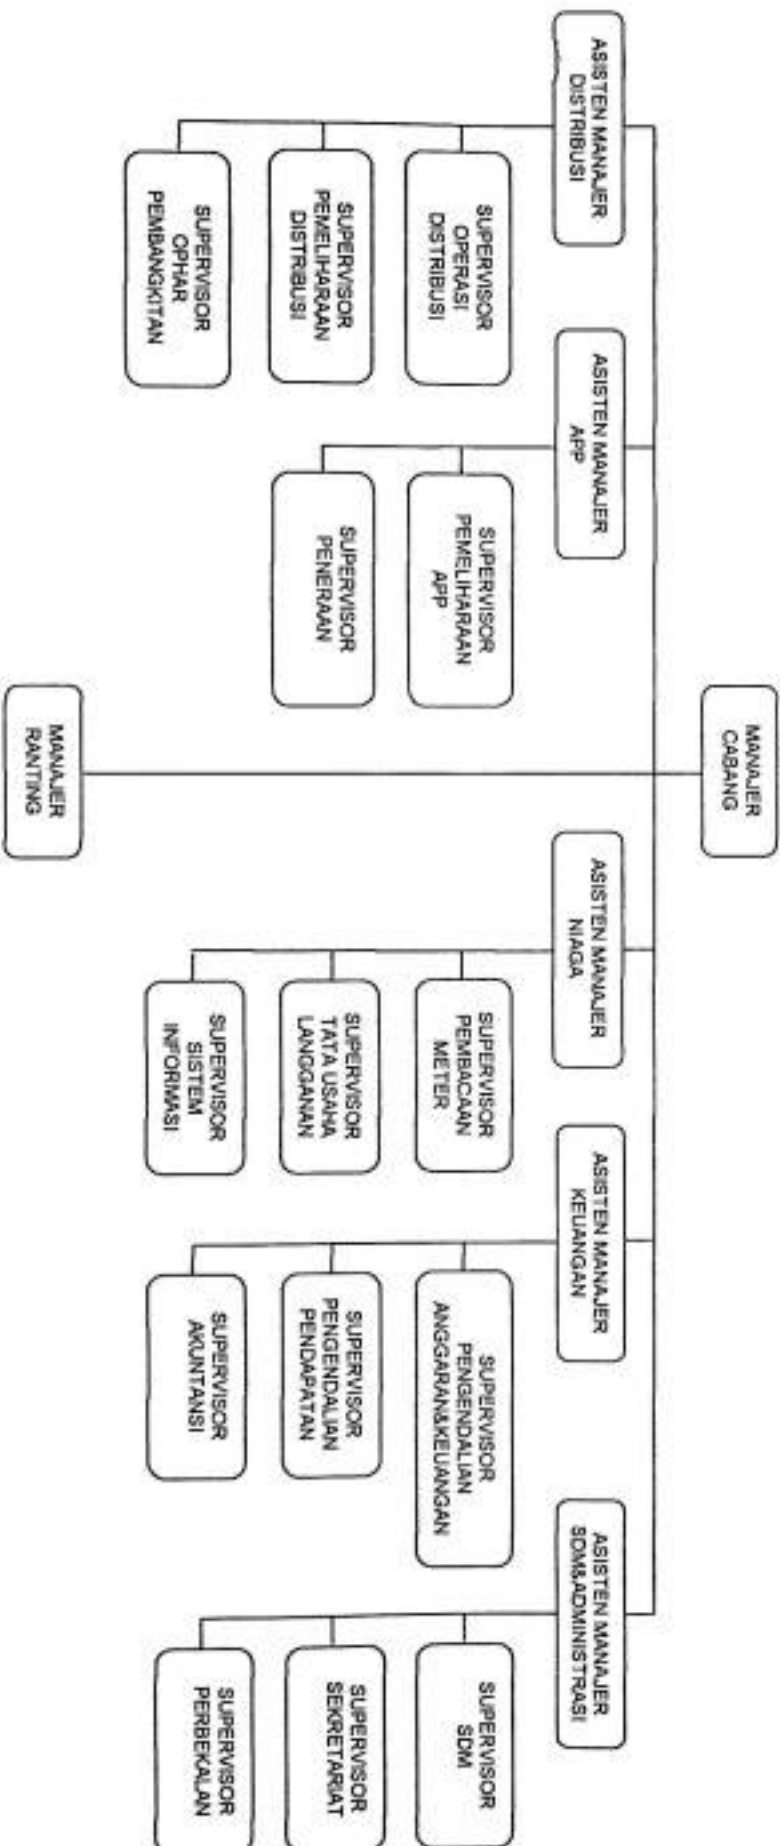 MANAJER
CABANG
ASISTEN MANAJER
DISTRIBUSI
SUPERVISOR
OPERASI
DISTRIBUSI
SUPERVISOR
PEMELIHARAAN
DISTRIBUSI
SUPERVISOR
OPHAR
PEMBANGKITAN
ASISTEN MANAJER
APP
SUPERVISOR
PEMELIHARAAN
APP
SUPERVISOR
PENERAAN
ASISTEN MANAJER
NIAGA
SUPERVISOR
PEMBACAAN
METER
SUPERVISOR
TATA USAHA
LANGGANAN
SUPERVISOR
SISTEM
INFORMASI
ASISTEN MANAJER
KEUANGAN
SUPERVISOR
PENGENDALIAN
ANGGARAN&KEUANGAN
SUPERVISOR
PENGENDALIAN
PENDAPATAN
SUPERVISOR
AKUNTANSI
ASISTEN MANAJER
SDM&ADMINISTRASI
SUPERVISOR
SDM
SUPERVISOR
SEKRETARIAT
SUPERVISOR
PERBEKALAN
MANAJER
RANTING